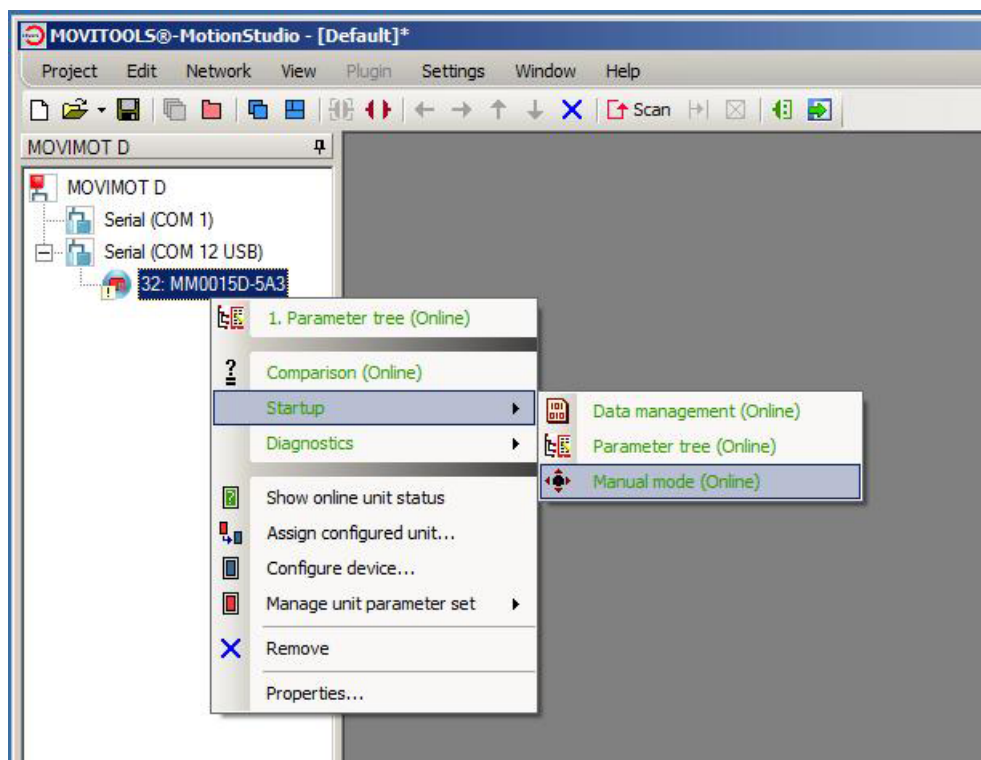 MOVITOOLS®-MotionStudio - [Default]*
Project Edit Network View Plugin Settings Window Help
Scan
MOVIMOT D
MOVIMOT D
Serial (COM 1)
Serial (COM 12 USB)
32: MM0015D-5A3
1. Parameter tree (Online)
Comparison (Online)
Startup
Diagnostics
Show online unit status
Assign configured unit...
Configure device...
Manage unit parameter set
Remove
Properties...
Data management (Online)
Parameter tree (Online)
Manual mode (Online)